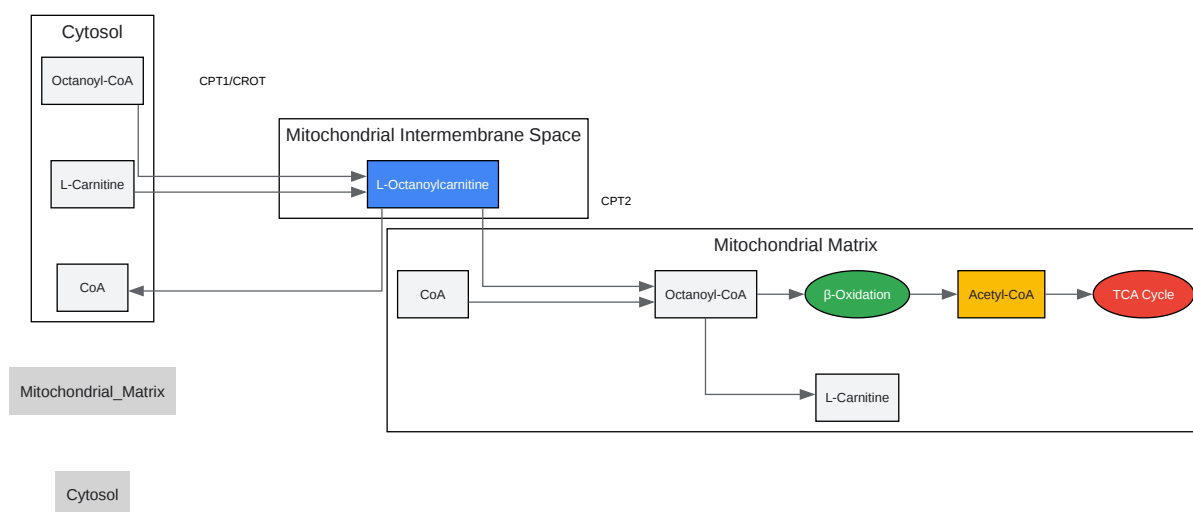 Cytosol
Octanoyl-CoA
CPT1/CROT
Mitochondrial Intermembrane Space
L-Carnitine
L-Octanoylcarnitine
CPT2
Mitochondrial Matrix
CoA
CoA
Octanoyl-CoA
β-Oxidation
Acetyl-CoA
TCA Cycle
Mitochondrial_Matrix
L-Carnitine
Cytosol